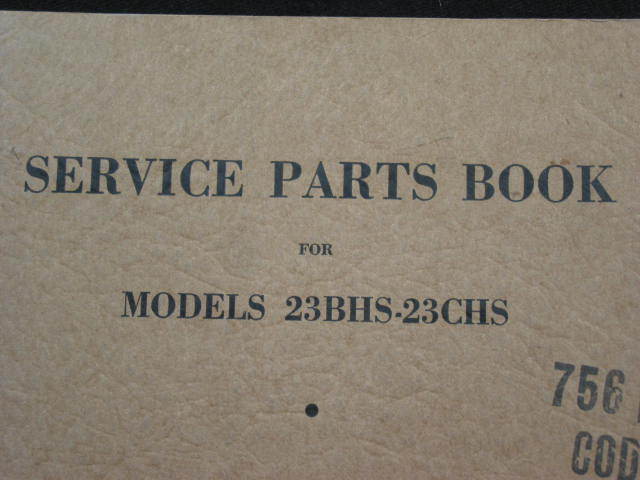 SERVICE PARTS BOOK
FOR
MODELS 23BHS-23CHS
756
COD